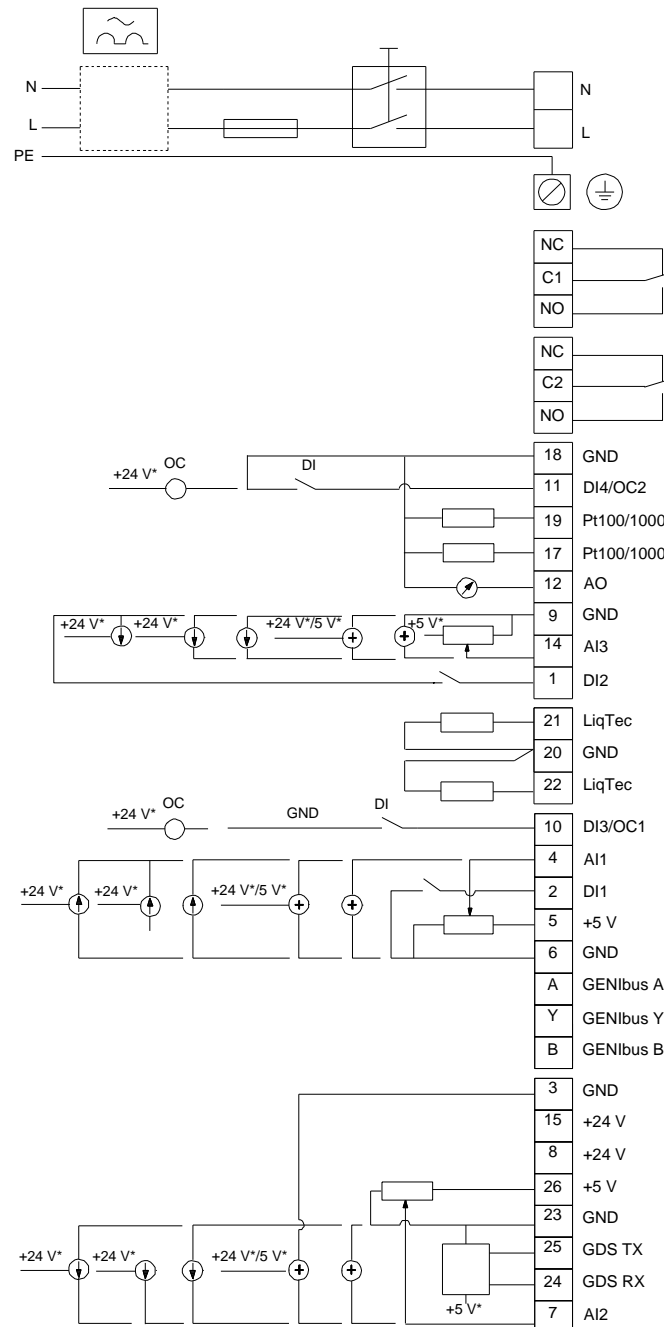 N N
L L
PE
NC
C1
NO
NC
C2
NO
18 GND
+24 V* OC DI 11 DI4/OC2
19 Pt100/1000
17 Pt100/1000
12 AO
+24 V* +24 V* +24 V*/5 V* +5 V* 9 GND
14 AI3
1 DI2
21 LiqTec
20 GND
22 LiqTec
+24 V* OC GND DI 10 DI3/OC1
4 AI1
+24 V* +24 V* +24 V*/5 V* 2 DI1
5 +5 V
6 GND
A GENIbus A
Y GENIbus Y
B GENIbus B
3 GND
15 +24 V
8 +24 V
26 +5 V
23 GND
+24 V* +24 V* +24 V*/5 V* 25 GDS TX
24 GDS RX
+5 V* 7 AI2